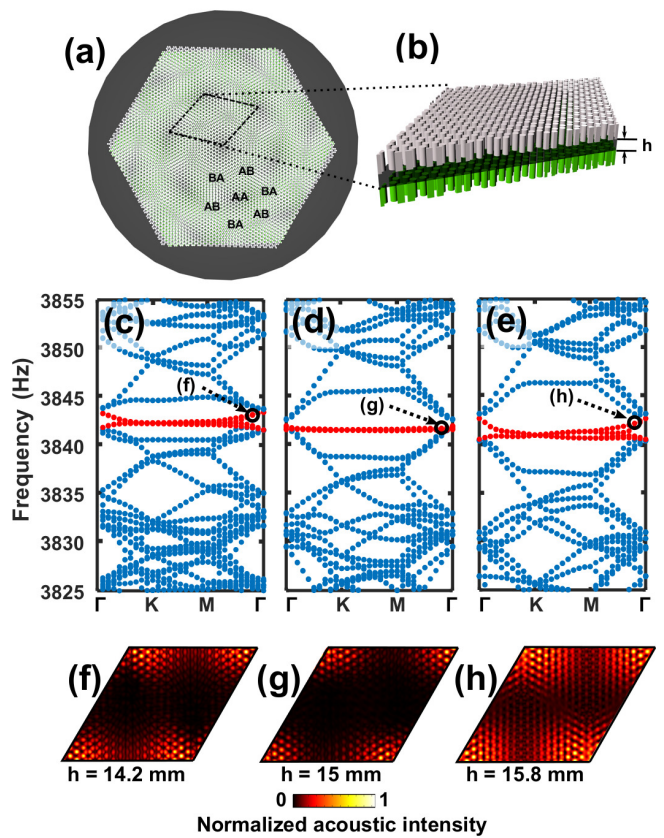 (a)
(b)
h
AB
BA
BA
AB
AA
AB
BA
Frequency (Hz)
3855
3850
3845
3842
3835
3830
3825
(c)
(f)
Γ K M Γ
(d)
(g)
Γ K M Γ
(e)
(h)
Γ K M Γ
(f)
(g)
(h)
h = 14.2 mm
h = 15 mm
h = 15.8 mm
0
1
Normalized acoustic intensity